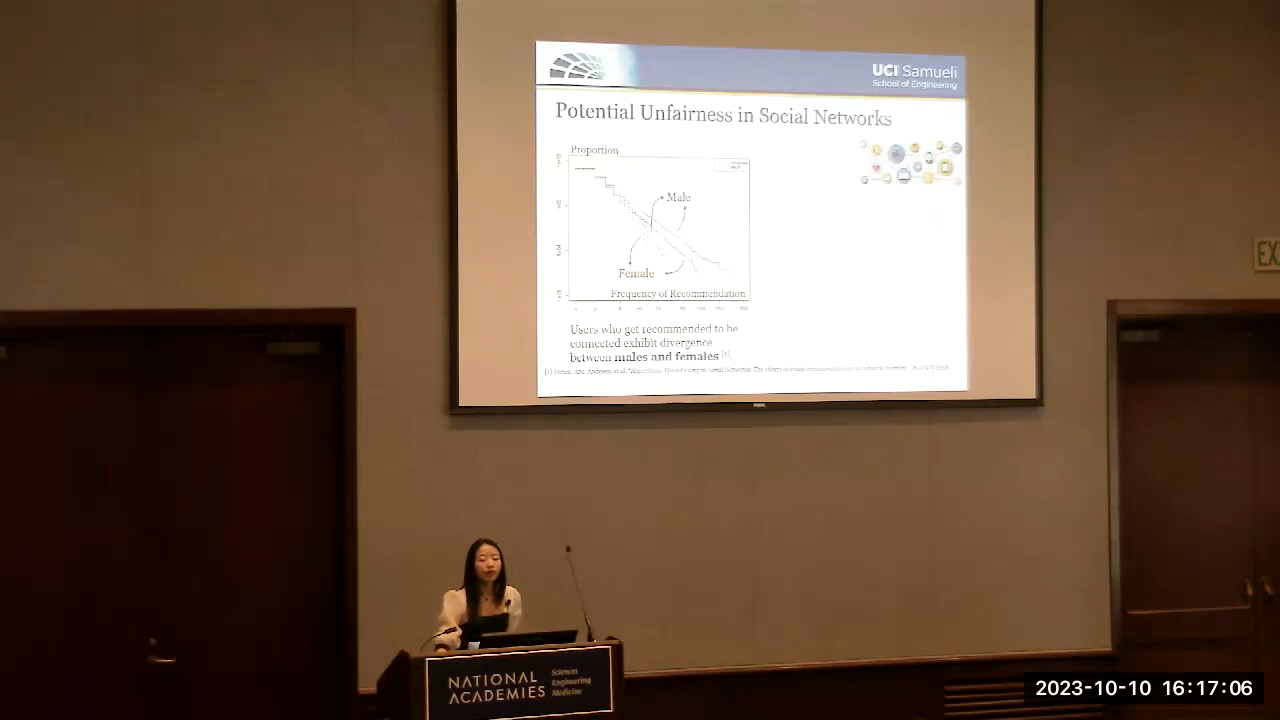 UCI Samueli
School of Engineering
Potential Unfairness in Social Networks
Proportion
Male
Female
Frequency of Recommendation
Users who get recommended to be
connected exhibit divergence
between males and females [1].
EX
NATIONAL
ACADEMIES
Sciences
Engineering
Medicine
2023-10-10 16:17:06